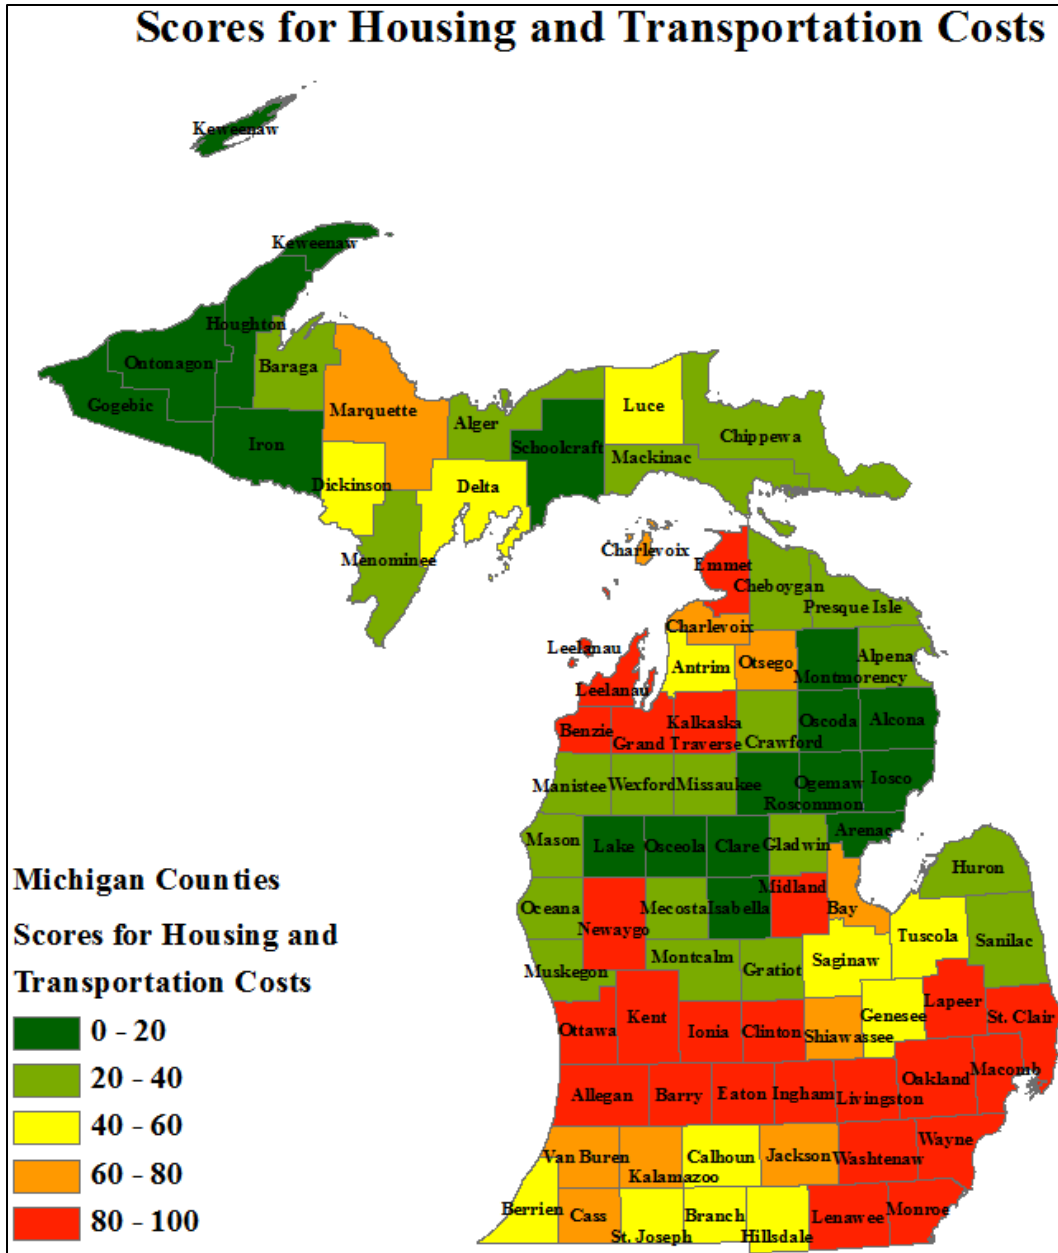 Scores for Housing and Transportation Costs
Keweenaw
Keweenaw
Houghton
Ontonagon
Baraga
Gogebic
Marquette
Iron
Alger
Luce
Chippewa
Schoolcraft
Mackinac
Dickinson
Delta
Menominee
Charlevoix
Emmet
Cheboygan
Presque Isle
Charlevoix
Leelanau
Antrim
Otsego
Alpena
Montmorency
Leelanau
Benzie
Kalkaska
Grand Traverse
Crawford
Oscoda
Alcona
Manistee
Wexford
Missaukee
Ogemaw
Iosco
Roscommon
Mason
Lake
Osceola
Clare
Gladwin
Arenac
Huron
Oceana
Newaygo
Mecosta
Isabella
Midland
Bay
Tuscola
Sanilac
Muskegon
Montcalm
Gratiot
Saginaw
Lapeer
St. Clair
Genesee
Ottawa
Kent
Ionia
Clinton
Shiawassee
Macomb
Oakland
Allegan
Barry
Eaton
Ingham
Livingston
Wayne
Van Buren
Kalamazoo
Calhoun
Jackson
Washtenaw
Berrien
Cass
St. Joseph
Branch
Hillsdale
Lenawee
Monroe
Michigan Counties
Scores for Housing and
Transportation Costs
0 - 20
20 - 40
40 - 60
60 - 80
80 - 100